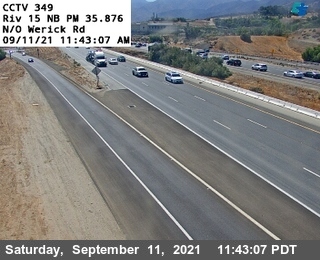 CCTV 349
Riv 15 NB PM 35.876
N/O Werick Rd
09/11/21 11:43:07 AM
Saturday, September 11, 2021 11:43:07 PDT